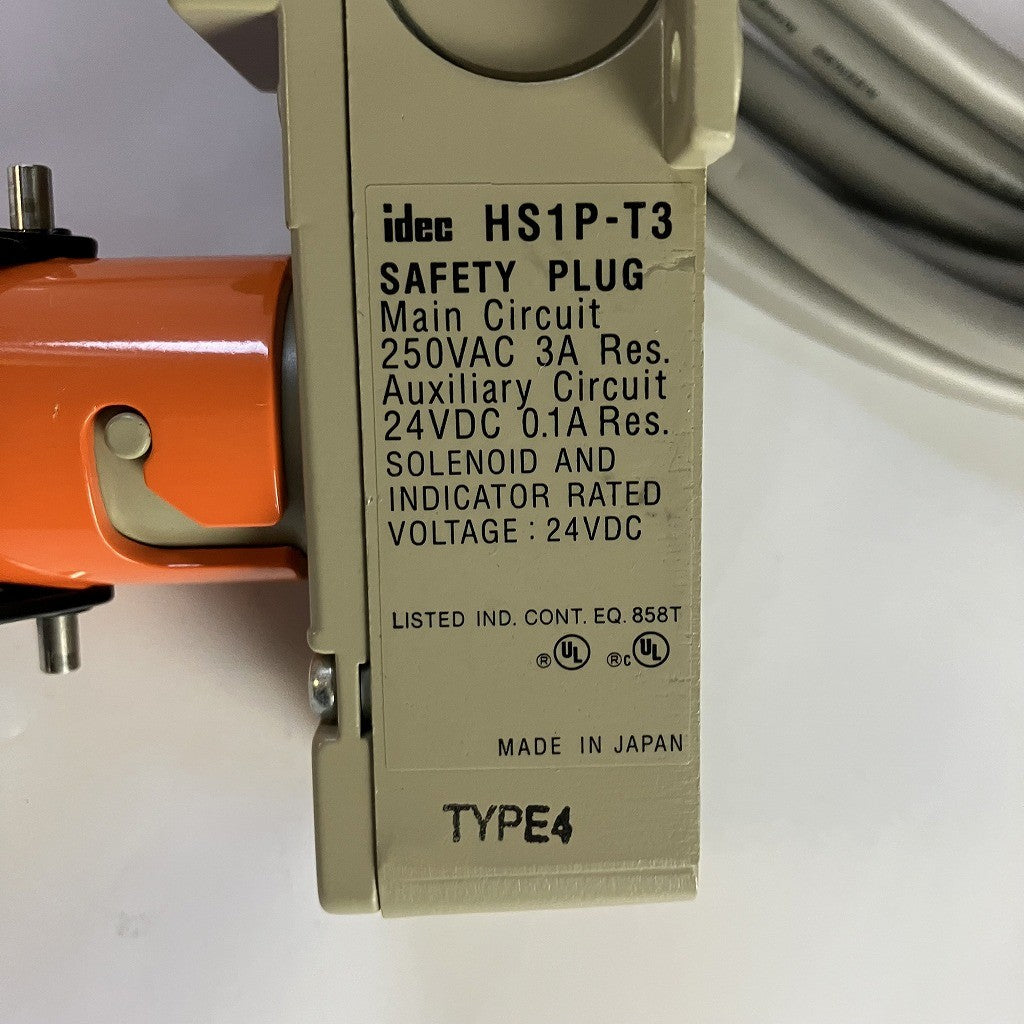 idec HS1P-T3
SAFETY PLUG
Main Circuit
250VAC 3A Res.
Auxiliary Circuit
24VDC 0.1A Res.
SOLENOID AND
INDICATOR RATED
VOLTAGE : 24VDC
LISTED IND. CONT. EQ. 858T
® UL ® c UL
MADE IN JAPAN
TYPE4